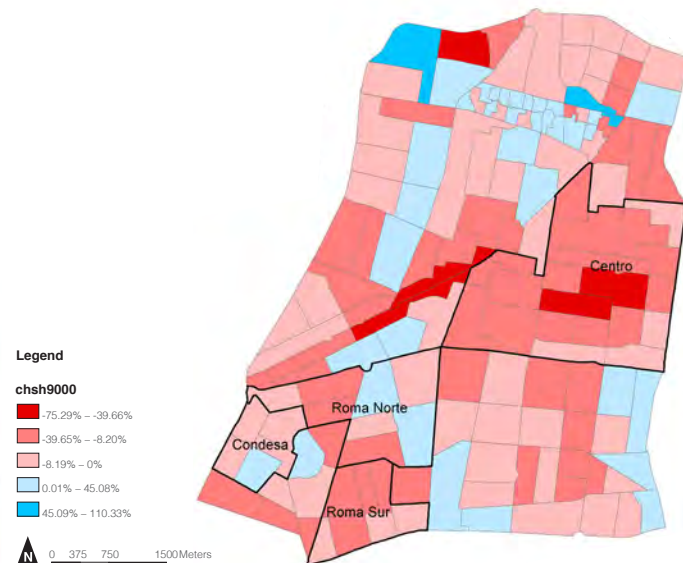 Centro
Roma Norte
Condesa
Roma Sur
Legend
chsh9000
-75.29% – -39.66%
-39.65% – -8.20%
-8.19% – 0%
0.01% – 45.08%
45.09% – 110.33%
N
0 375 750 1500 Meters